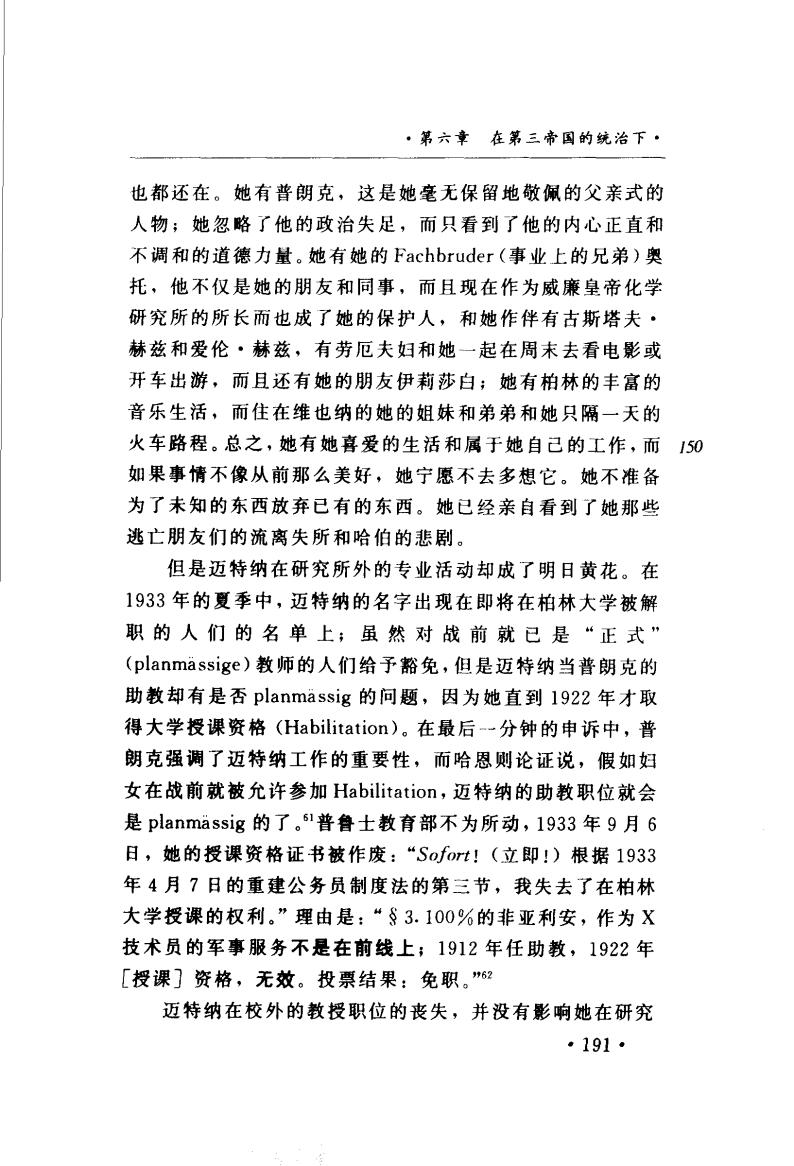 ·第六章 在第三帝国的统治下·
也都还在。她有普朗克，这是她毫无保留地敬佩的父亲式的
人物；她忽略了他的政治失足，而只看到了他的内心正直和
不调和的道德力量。她有她的 Fachbruder（事业上的兄弟）奥
托，他不仅是她的朋友和同事，而且现在作为威廉皇帝化学
研究所的所长而也成了她的保护人，和她作伴有古斯塔夫·
赫兹和爱伦·赫兹，有劳厄夫妇和她一起在周末去看电影或
开车出游，而且还有她的朋友伊莉莎白；她有柏林的丰富的
音乐生活，而住在维也纳的她的姐妹和弟弟和她只隔一天的
火车路程。总之，她有她喜爱的生活和属于她自己的工作，而 150
如果事情不像从前那么美好，她宁愿不去多想它。她不准备
为了未知的东西放弃已有的东西。她已经亲自看到了她那些
逃亡朋友们的流离失所和哈伯的悲剧。
但是迈特纳在研究所外的专业活动却成了明日黄花。在
1933 年的夏季中，迈特纳的名字出现在即将在柏林大学被解
职的人们的名单上；虽然对战前就已是“正式”
(planmässige) 教师的人们给予豁免，但是迈特纳当普朗克的
助教却有是否 planmässig 的问题，因为她直到 1922 年才取
得大学授课资格 (Habilitation)。在最后一分钟的申诉中，普
朗克强调了迈特纳工作的重要性，而哈恩则论证说，假如妇
女在战前就被允许参加 Habilitation，迈特纳的助教职位就会
是 planmässig 的了。⁶¹普鲁士教育部不为所动，1933 年 9 月 6
日，她的授课资格证书被作废：“Sofort！（立即！）根据 1933
年 4 月 7 日的重建公务员制度法的第三节，我失去了在柏林
大学授课的权利。”理由是：“§ 3. 100%的非亚利安，作为 X
技术员的军事服务不是在前线上；1912 年任助教，1922 年
[授课] 资格，无效。投票结果：免职。”⁶²
迈特纳在校外的教授职位的丧失，并没有影响她在研究
·191·